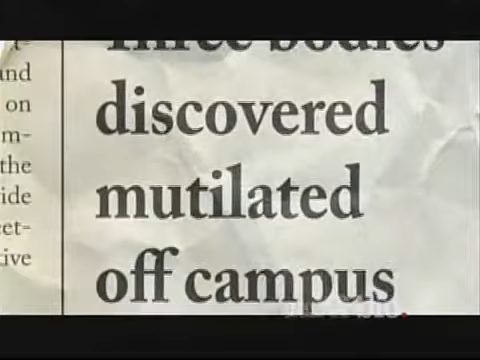 and
on
m-
the
ide
et-
ive
Three bodies
discovered
mutilated
off campus